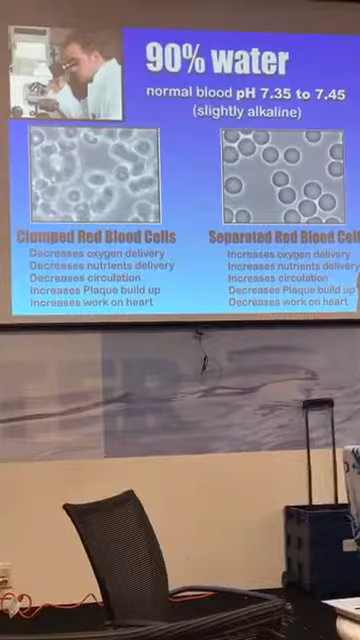 90% water
normal blood pH 7.35 to 7.45
(slightly alkaline)
Clumped Red Blood Cells
Decreases oxygen delivery
Decreases nutrients delivery
Decreases circulation
Increases Plaque build up
Increases work on heart
Separated Red Blood Cell
Increases oxygen delivery
Increases nutrients delivery
Increases circulation
Decreases Plaque build up
Decreases work on heart